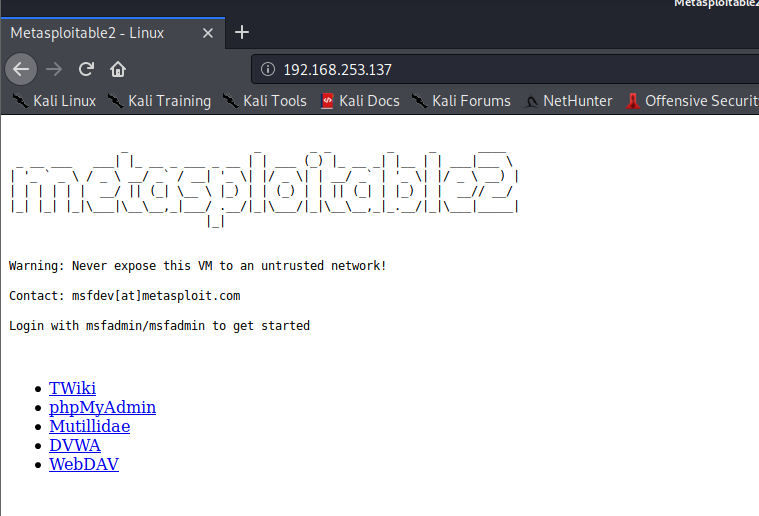 Metasploitable2
Metasploitable2 - Linux
192.168.253.137
Kali Linux Kali Training Kali Tools Kali Docs Kali Forums NetHunter Offensive Securit
metasploitable2
Warning: Never expose this VM to an untrusted network!
Contact: msfdev[at]metasploit.com
Login with msfadmin/msfadmin to get started
TWiki
phpMyAdmin
Mutillidae
DVWA
WebDAV